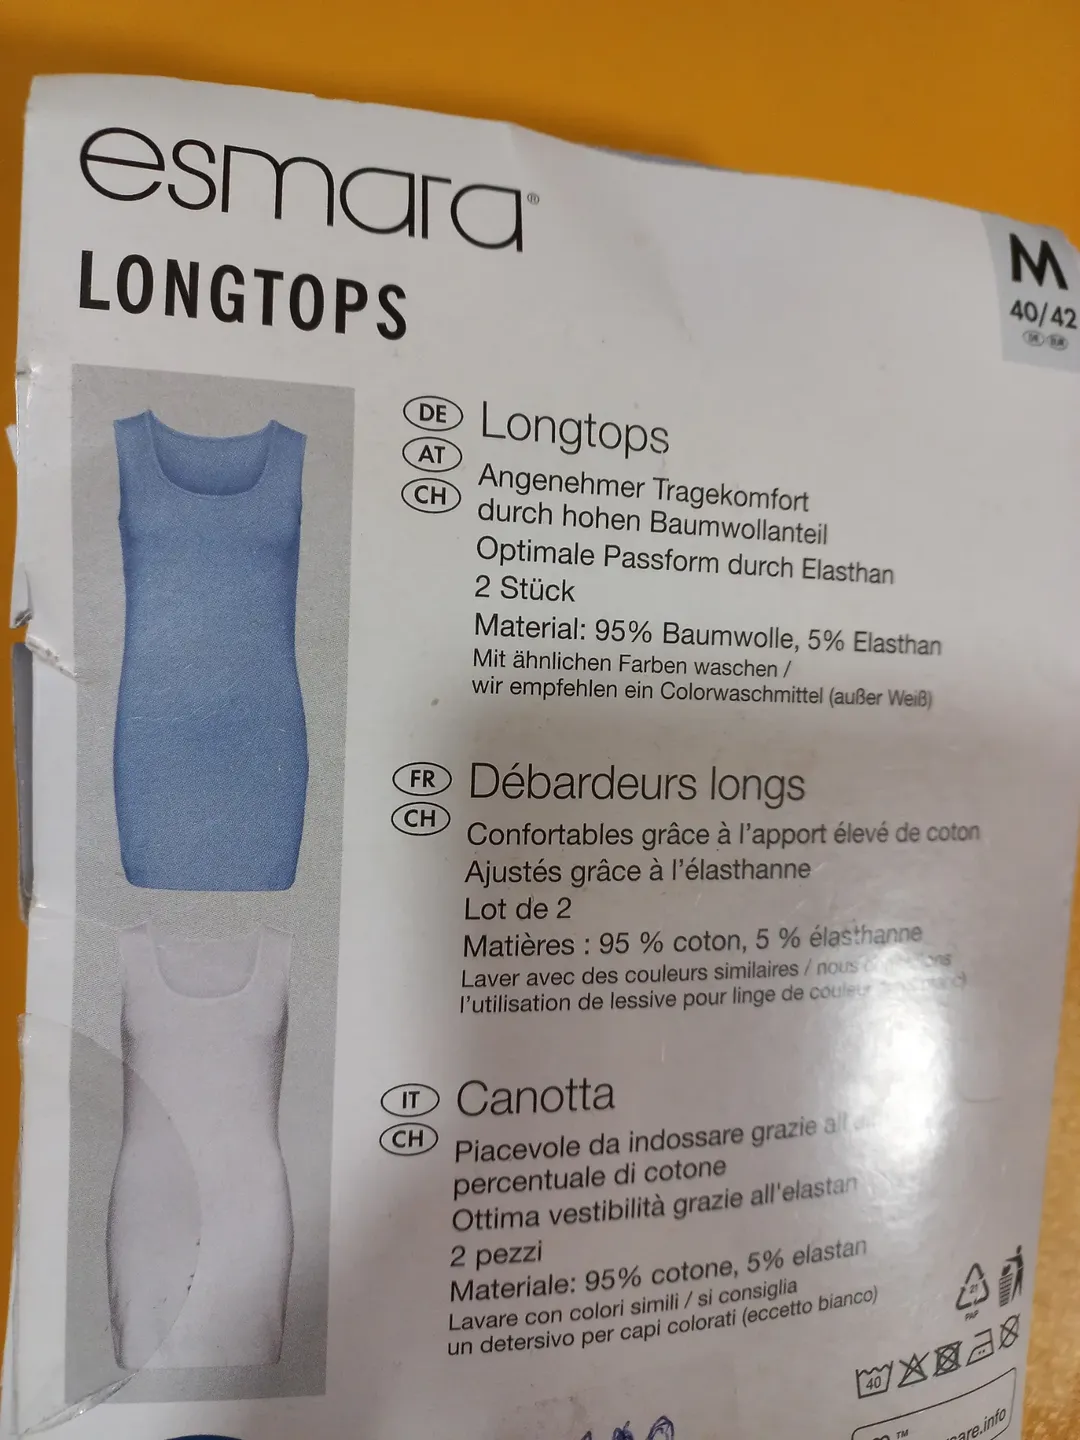 esmara®
LONGTOPS
M
40/42
DE
AT
CH
Longtops
Angenehmer Tragekomfort
durch hohen Baumwollanteil
Optimale Passform durch Elasthan
2 Stück
Material: 95% Baumwolle, 5% Elasthan
Mit ähnlichen Farben waschen /
wir empfehlen ein Colorwaschmittel (außer Weiß)
FR
CH
Débardeurs longs
Confortables grâce à l'apport élevé de coton
Ajustés grâce à l'élasthanne
Lot de 2
Matières : 95 % coton, 5 % élasthanne
Laver avec des couleurs similaires / nous
l'utilisation de lessive pour linge de couleur
IT
CH
Canotta
Piacevole da indossare grazie
percentuale di cotone
Ottima vestibilità grazie all'elastan
2 pezzi
Materiale: 95% cotone, 5% elastan
Lavare con colori simili / si consiglia
un detersivo per capi colorati (eccetto bianco)
21
PAP
40